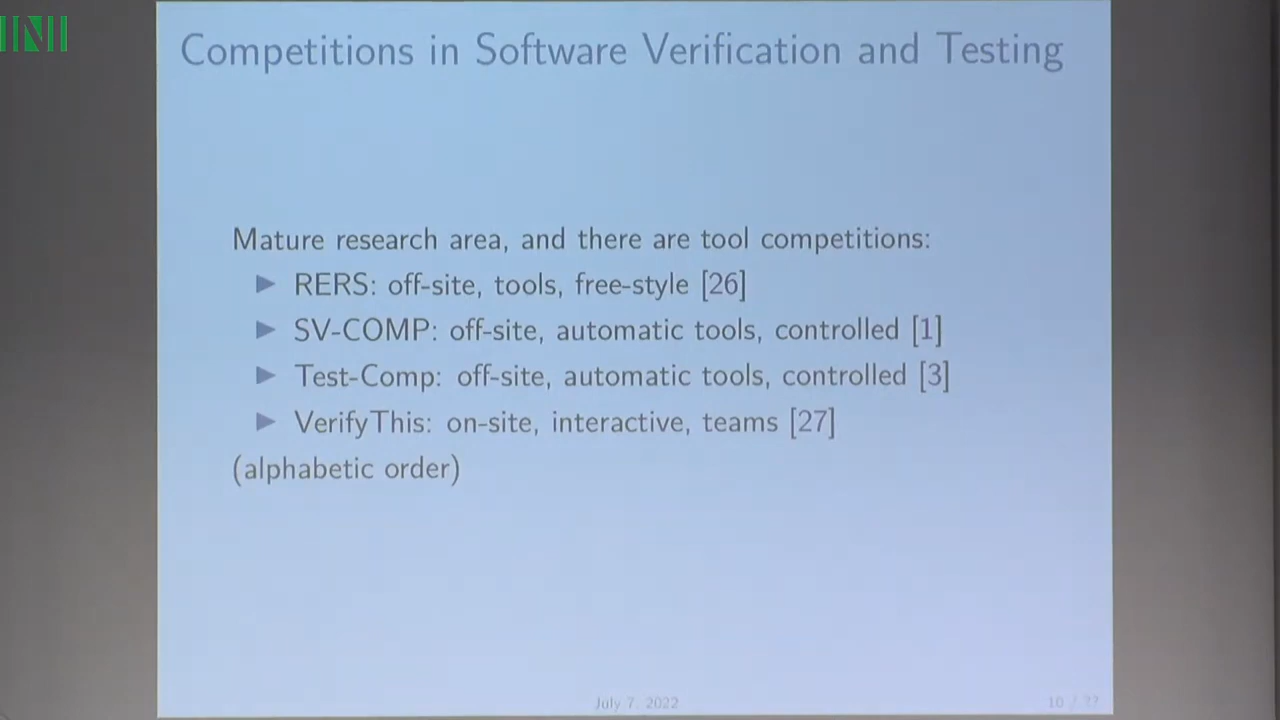 INI
Competitions in Software Verification and Testing
Mature research area, and there are tool competitions:
▶ RERS: off-site, tools, free-style [26]
▶ SV-COMP: off-site, automatic tools, controlled [1]
▶ Test-Comp: off-site, automatic tools, controlled [3]
▶ VerifyThis: on-site, interactive, teams [27]
(alphabetic order)
July 7, 2022
10 / ??